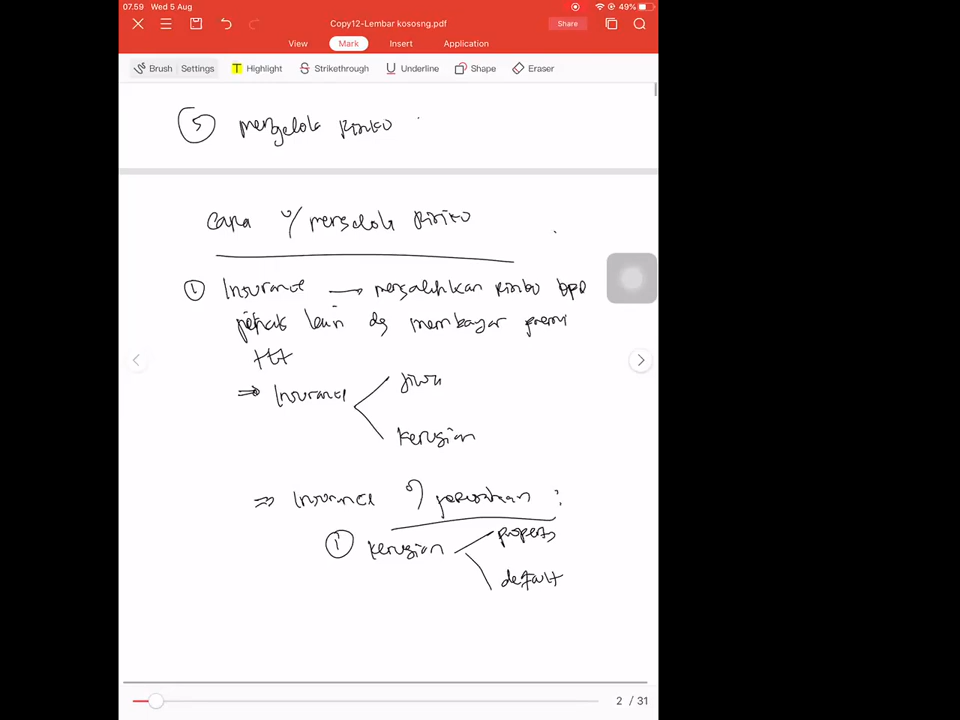 07.59 Wed 5 Aug
49%
Copy12-Lembar kososng.pdf
Share
View Mark Insert Application
Brush Settings Highlight Strikethrough Underline Shape Eraser
5 mengelola Risiko
Cara u/ mengelola Risiko
1 Insurance → mengalihkan risiko kpd
pihak lain dg membayar premi
ttt
⇒ Insurance
jiwa
kerugian
⇒ Insurance u/ perusahaan :
1 kerugian
property
default
2 / 31